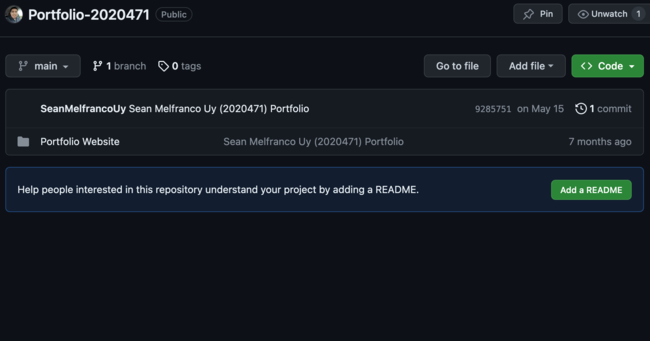 Portfolio-2020471 Public Pin Unwatch 1
main 1 branch 0 tags Go to file Add file Code
SeanMelfrancoUy Sean Melfranco Uy (2020471) Portfolio 9285751 on May 15 1 commit
Portfolio Website Sean Melfranco Uy (2020471) Portfolio 7 months ago
Help people interested in this repository understand your project by adding a README. Add a README